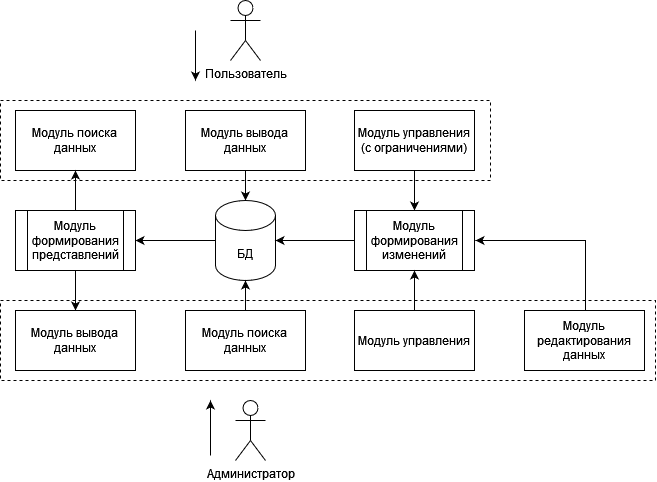 Пользователь
Модуль поиска
данных
Модуль вывода
данных
Модуль управления
(с ограничениями)
Модуль
формирования
представлений
БД
Модуль
формирования
изменений
Модуль вывода
данных
Модуль поиска
данных
Модуль управления
Модуль
редактирования
данных
Администратор